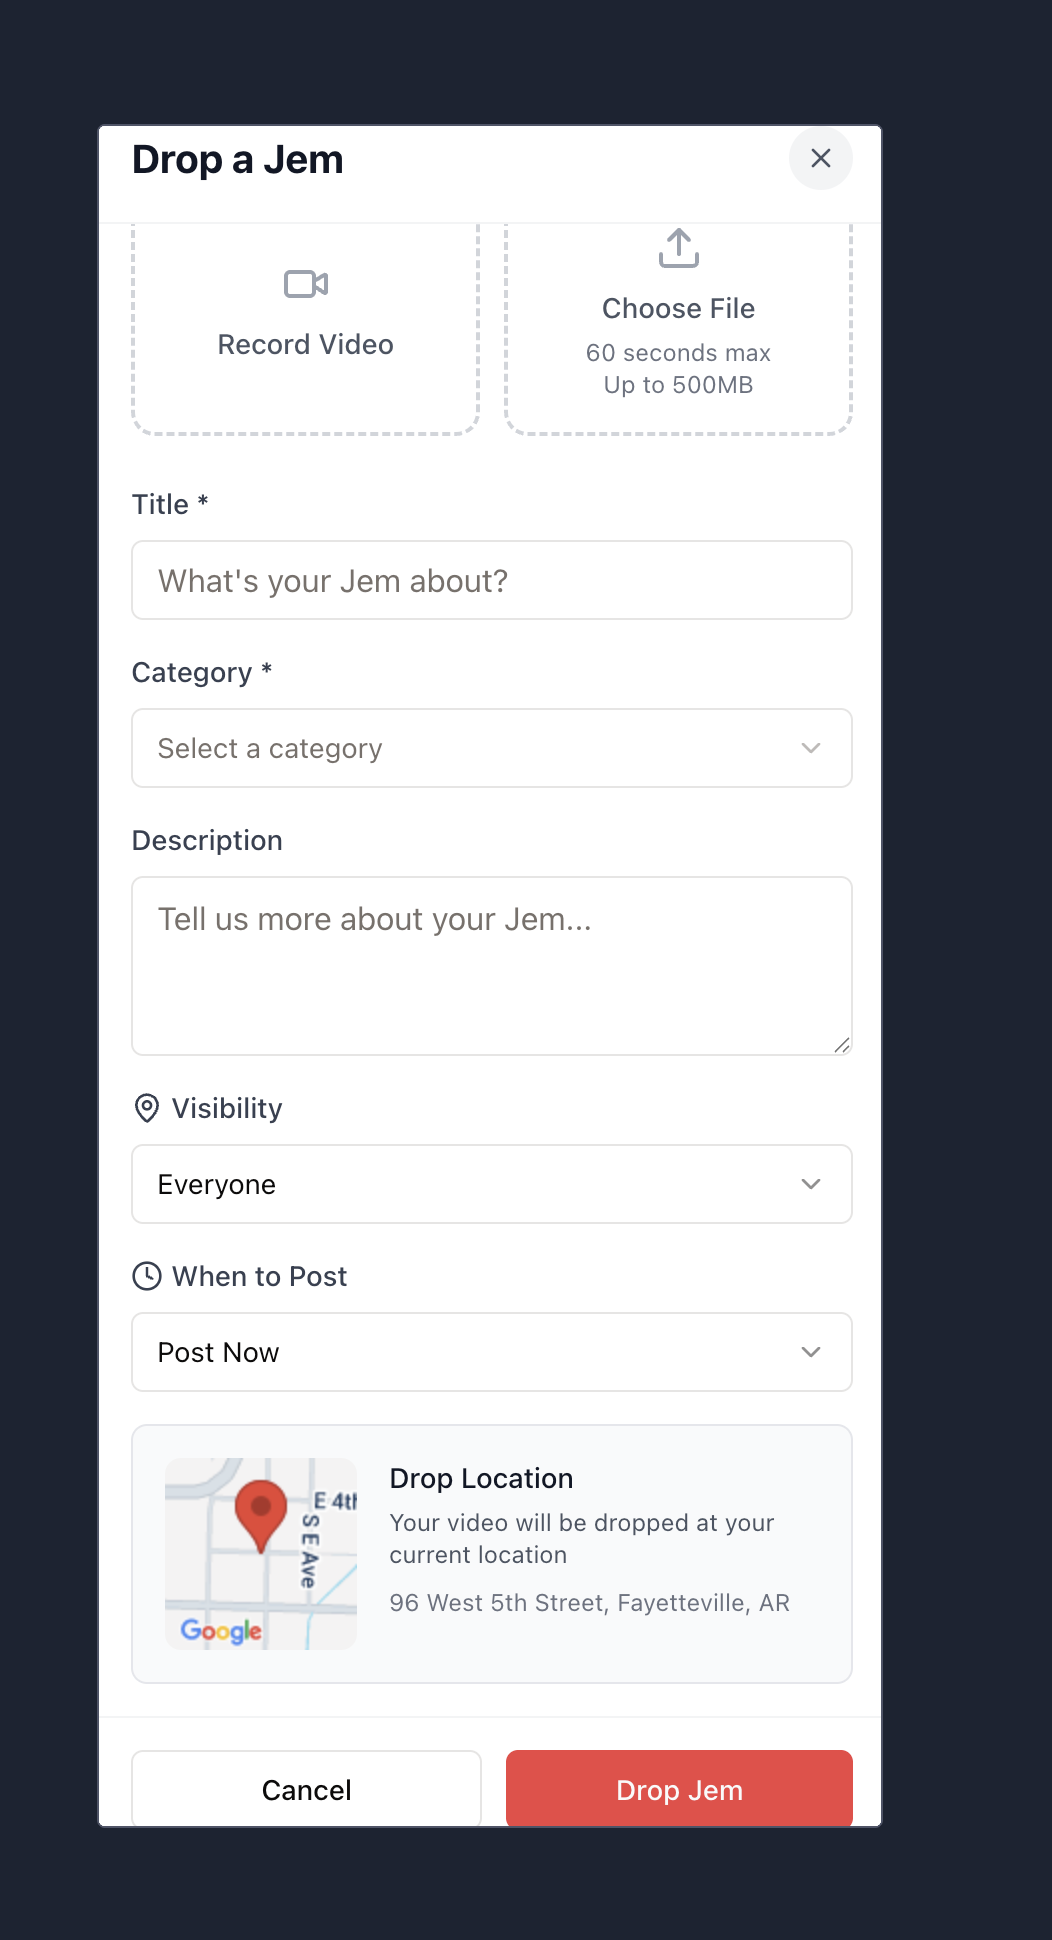 Drop a Jem
Record Video
Choose File
60 seconds max
Up to 500MB
Title *
What's your Jem about?
Category *
Select a category
Description
Tell us more about your Jem...
Visibility
Everyone
When to Post
Post Now
E 4th
S E Ave
Google
Drop Location
Your video will be dropped at your
current location
96 West 5th Street, Fayetteville, AR
Cancel
Drop Jem